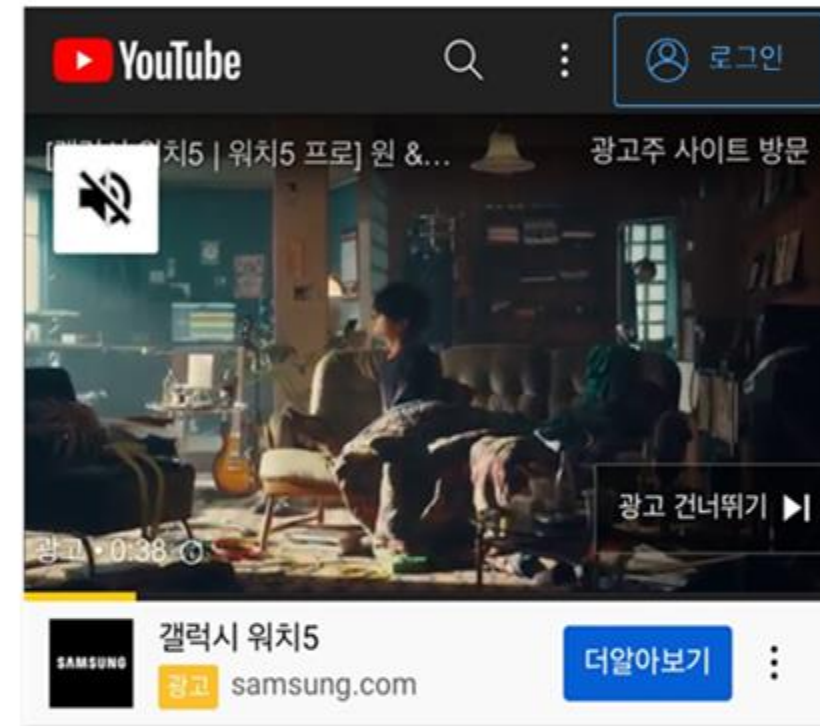 YouTube
로그인
치5 | 워치5 프로] 원 &...
광고주 사이트 방문
광고 건너뛰기
광고 · 0:38
SAMSUNG
갤럭시 워치5
광고 samsung.com
더알아보기